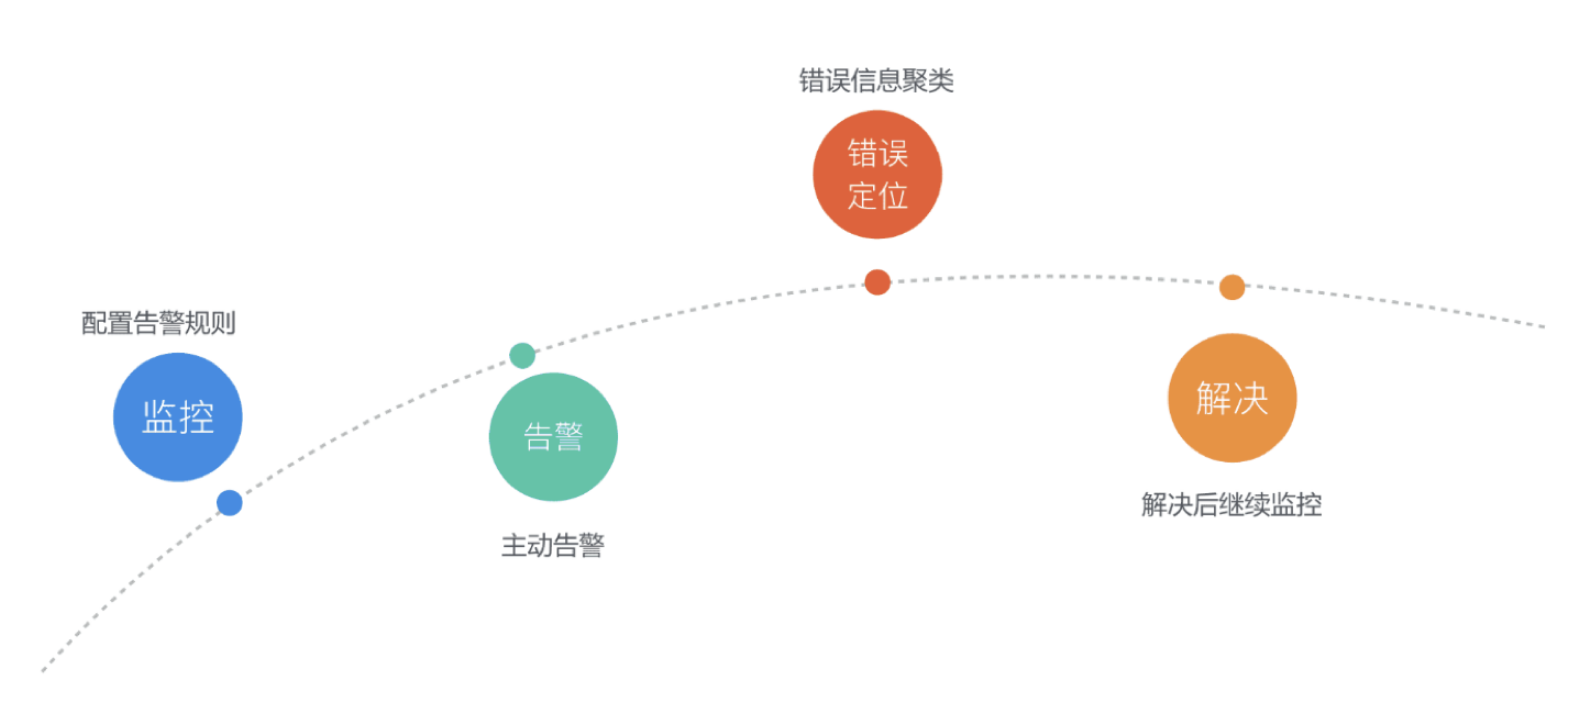 配置告警规则
监控
告警
主动告警
错误信息聚类
错误
定位
解决
解决后继续监控